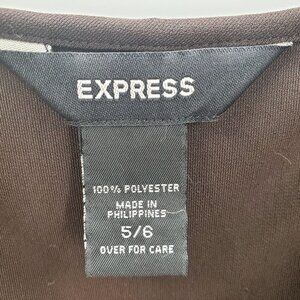 EXPRESS
100% POLYESTER
MADE IN
PHILIPPINES
5/6
OVER FOR CARE